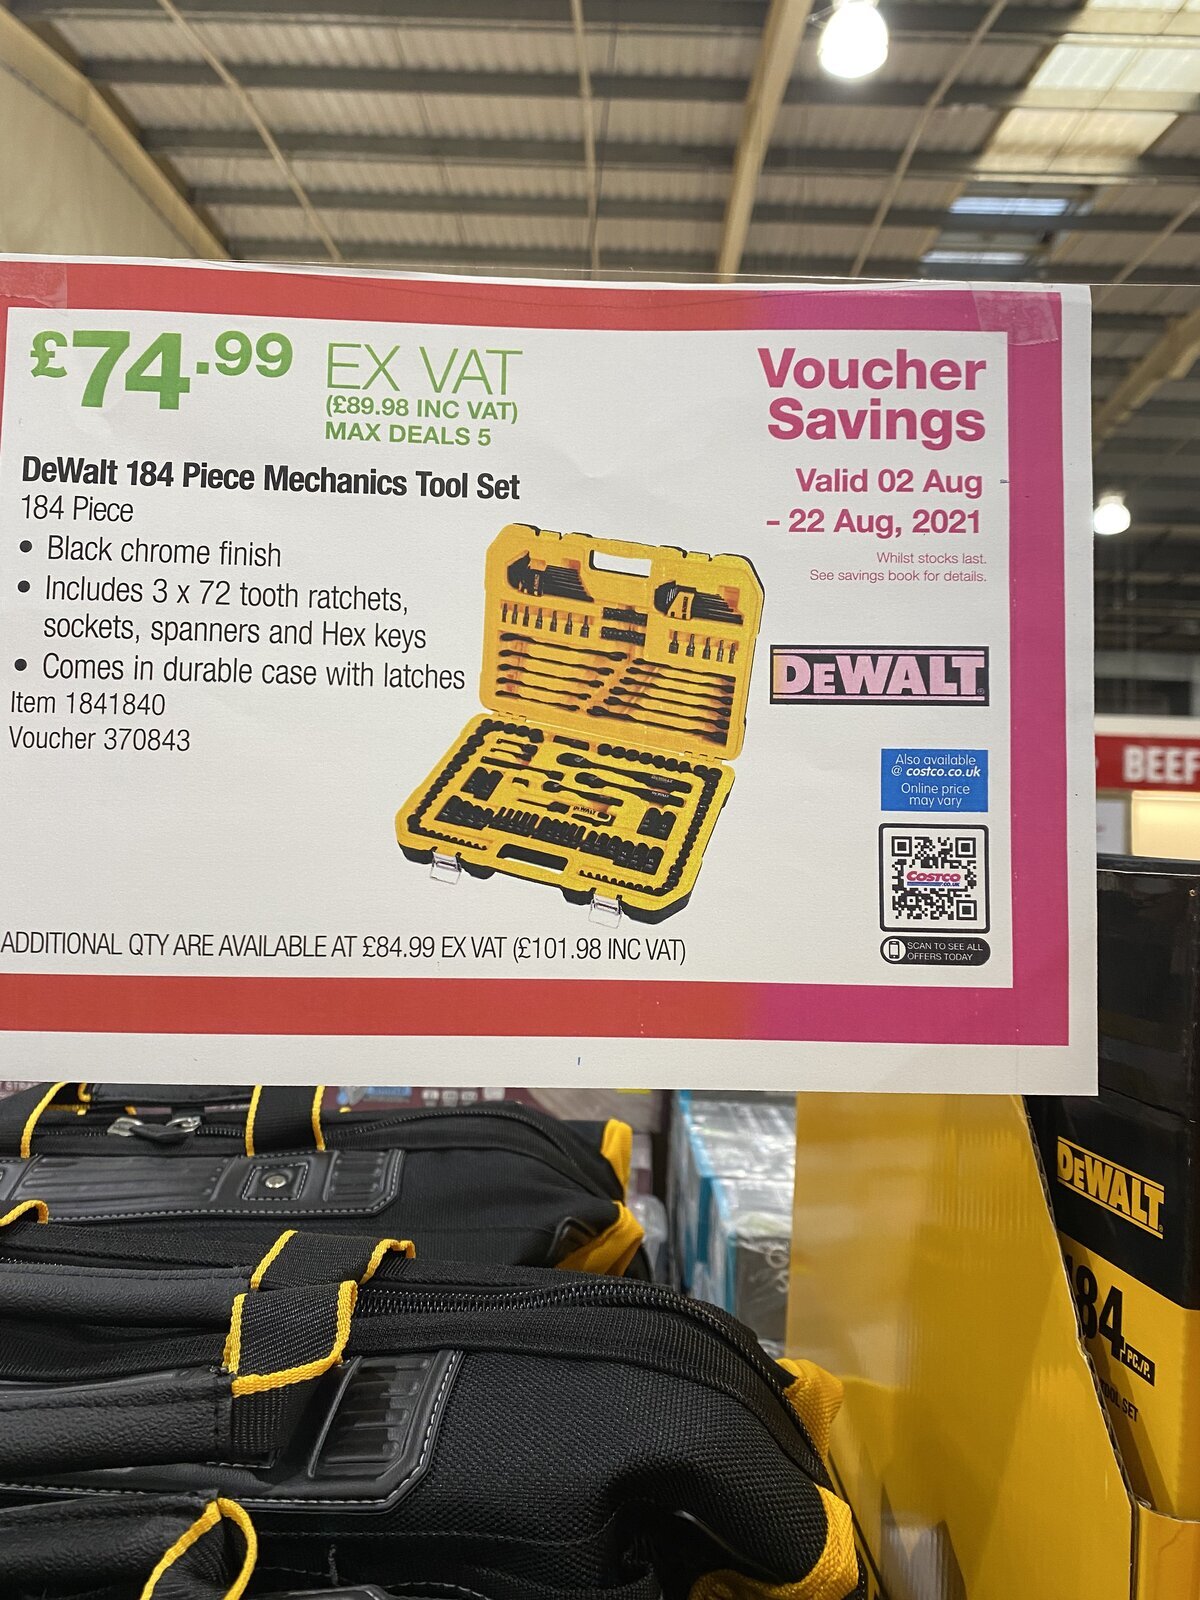 £74.99 EX VAT
(£89.98 INC VAT)
MAX DEALS 5
Voucher
Savings
Valid 02 Aug
- 22 Aug, 2021
Whilst stocks last.
See savings book for details.
DeWalt 184 Piece Mechanics Tool Set
184 Piece
• Black chrome finish
• Includes 3 x 72 tooth ratchets,
sockets, spanners and Hex keys
• Comes in durable case with latches
Item 1841840
Voucher 370843
DEWALT
DEWALT
Also available
@ costco.co.uk
Online price
may vary
COSTCO
.CO.UK
SCAN TO SEE ALL
OFFERS TODAY
ADDITIONAL QTY ARE AVAILABLE AT £84.99 EX VAT (£101.98 INC VAT)
BEEF
DEWALT
184 PC./P.
TOOL SET